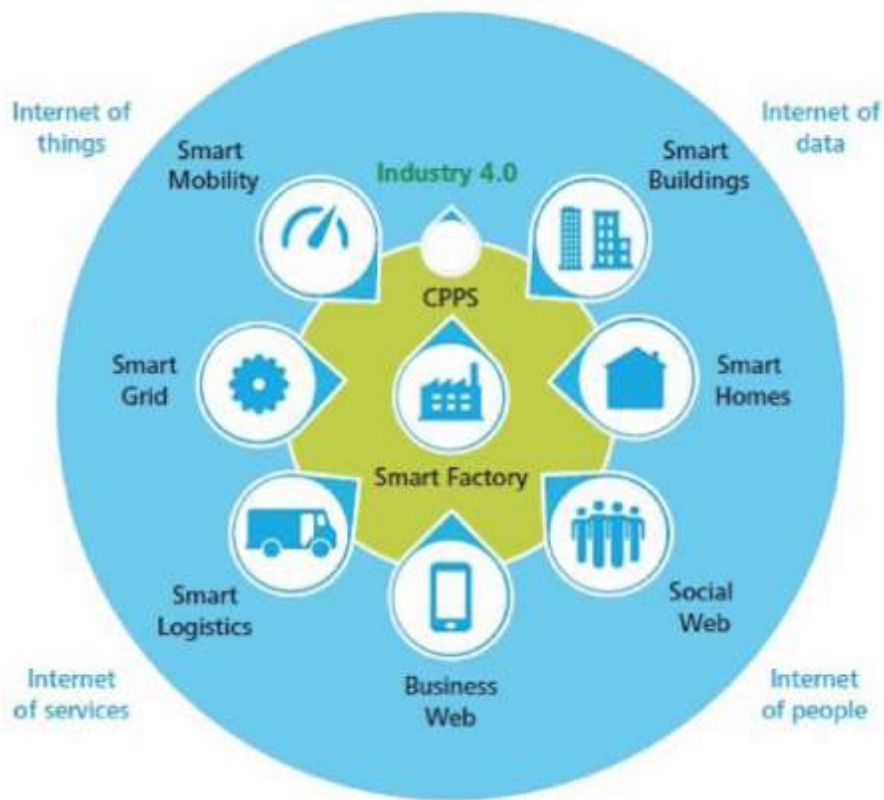 Internet of
things
Internet of
data
Smart
Mobility
Industry 4.0
Smart
Buildings
CPPS
Smart
Grid
Smart
Homes
Smart Factory
Smart
Logistics
Social
Web
Business
Web
Internet
of services
Internet
of people